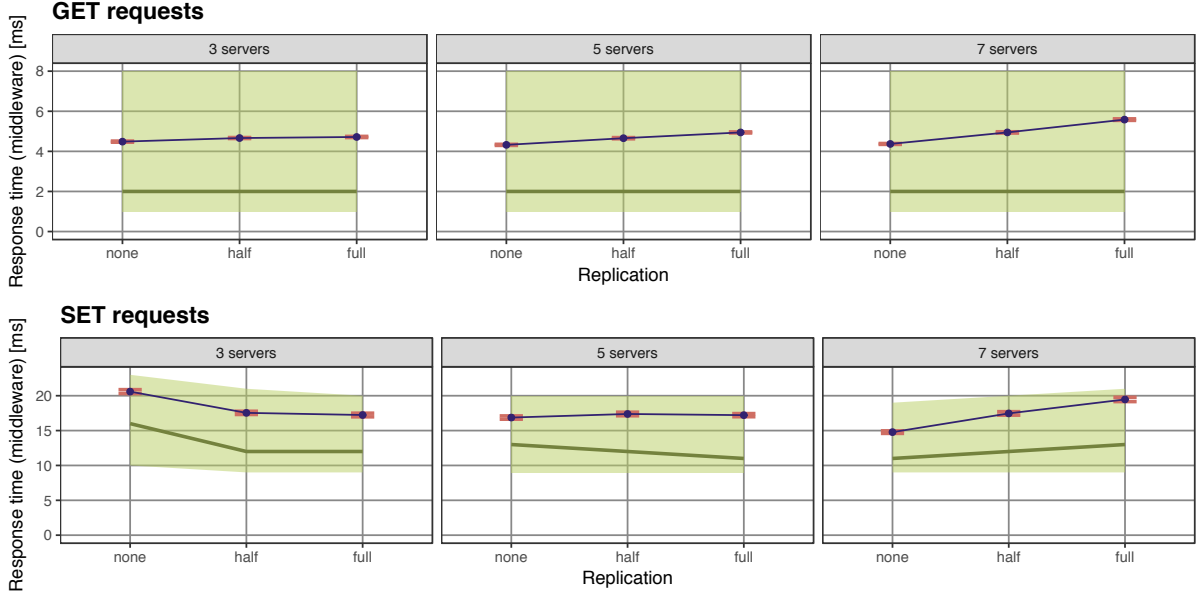 GET requests
Response time (middleware) [ms]
3 servers
5 servers
7 servers
8
6
4
2
0
none half full
none half full
none half full
Replication
SET requests
Response time (middleware) [ms]
3 servers
5 servers
7 servers
20
15
10
5
0
none half full
none half full
none half full
Replication